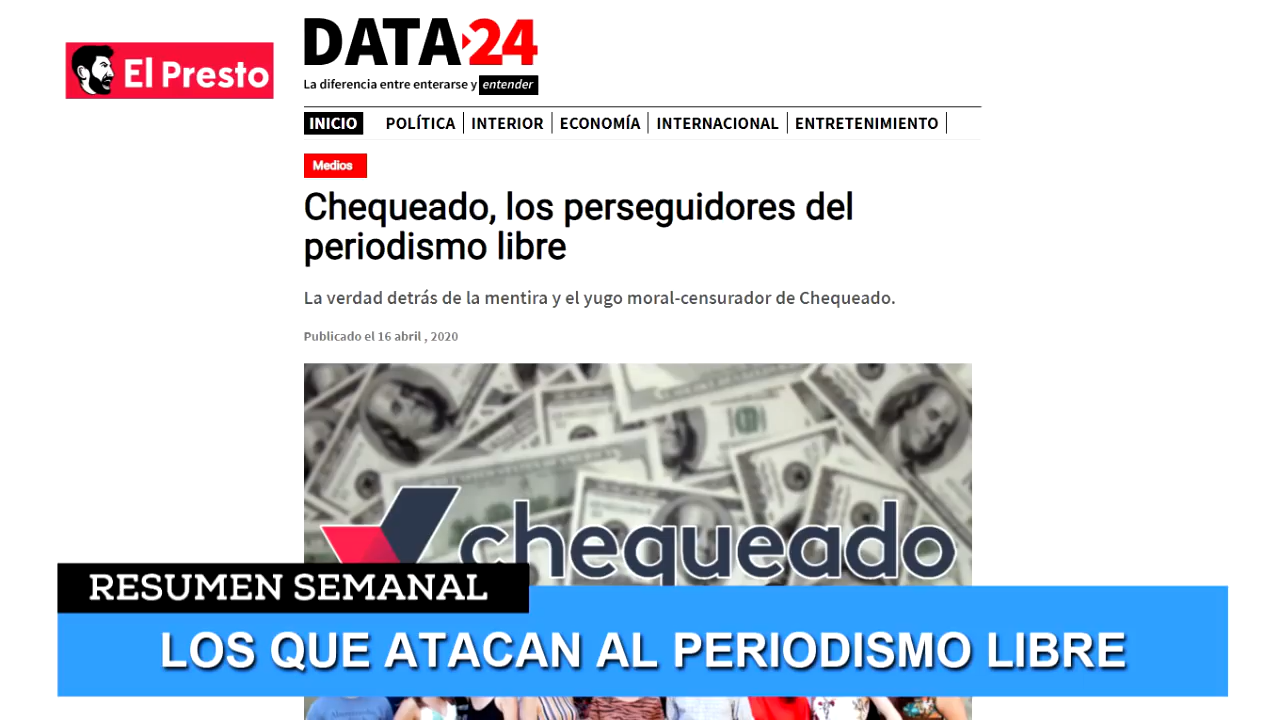 El Presto
DATA24
La diferencia entre enterarse y entender
INICIO POLÍTICA INTERIOR ECONOMÍA INTERNACIONAL ENTRETENIMIENTO
Medios
Chequeado, los perseguidores del
periodismo libre
La verdad detrás de la mentira y el yugo moral-censurador de Chequeado.
Publicado el 16 abril , 2020
chequeado
RESUMEN SEMANAL
LOS QUE ATACAN AL PERIODISMO LIBRE